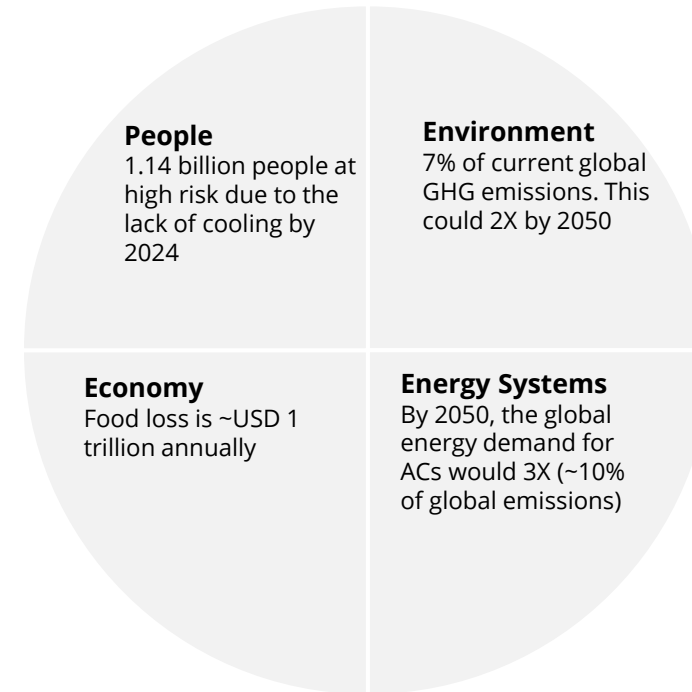 People
1.14 billion people at
high risk due to the
lack of cooling by
2024
Environment
7% of current global
GHG emissions. This
could 2X by 2050
Economy
Food loss is ~USD 1
trillion annually
Energy Systems
By 2050, the global
energy demand for
ACs would 3X (~10%
of global emissions)